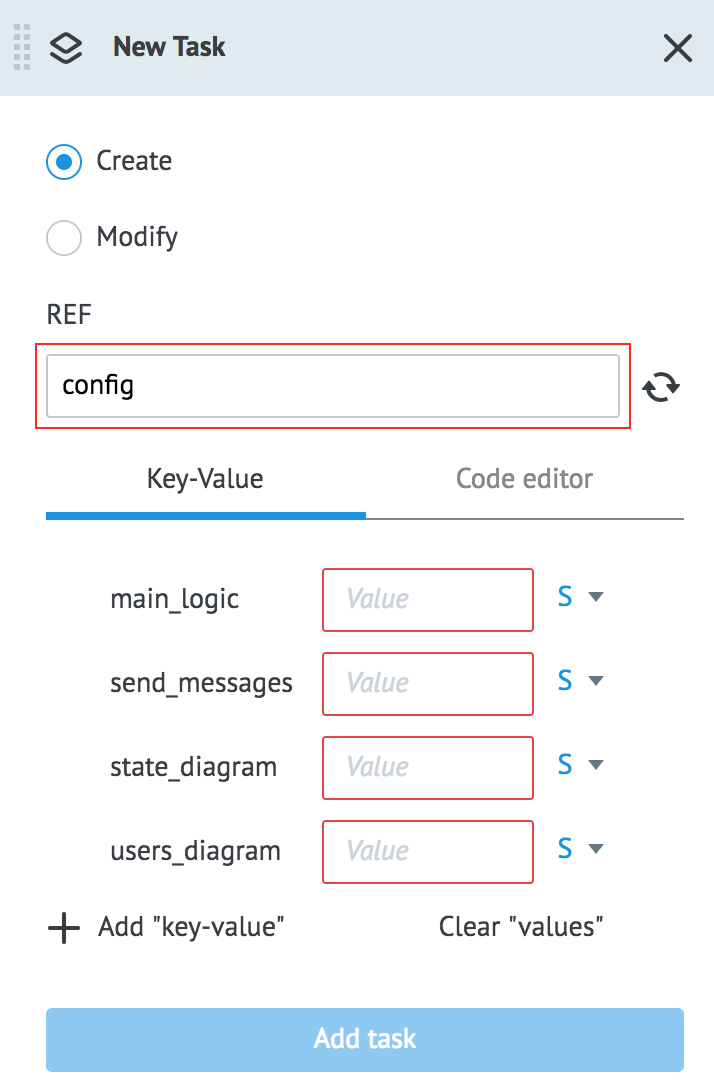 New Task
Create
Modify
REF
config
Key-Value Code editor
main_logic Value S
send_messages Value S
state_diagram Value S
users_diagram Value S
Add "key-value" Clear "values"
Add task